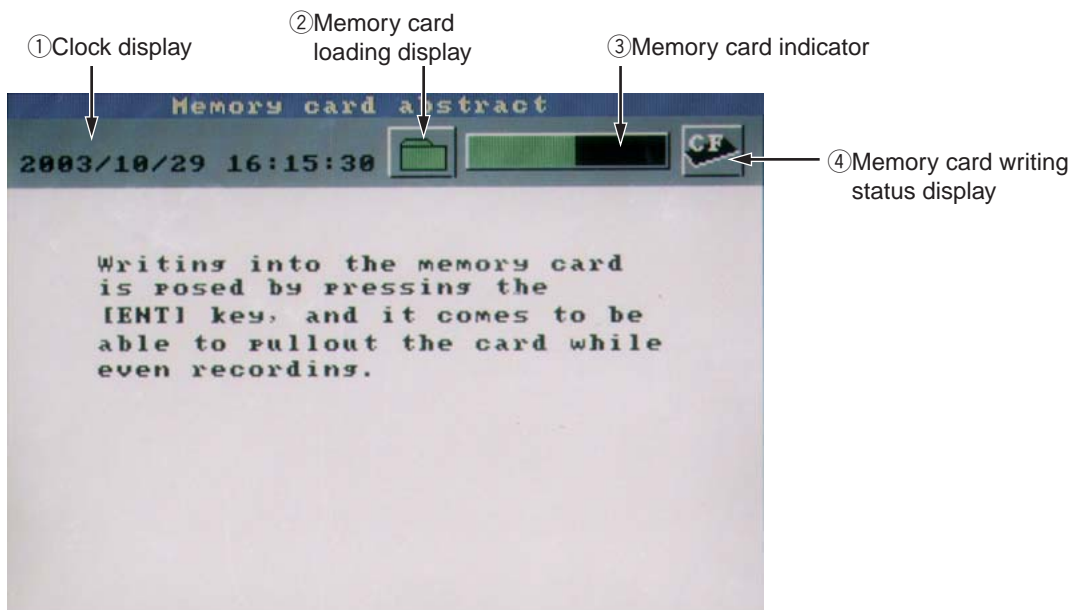 ②Memory card
loading display
①Clock display
③Memory card indicator
Memory card abstract
2003/10/29 16:15:30
CF
④Memory card writing
status display
Writing into the memory card
is posed by pressing the
[ENT] key, and it comes to be
able to pullout the card while
even recording.